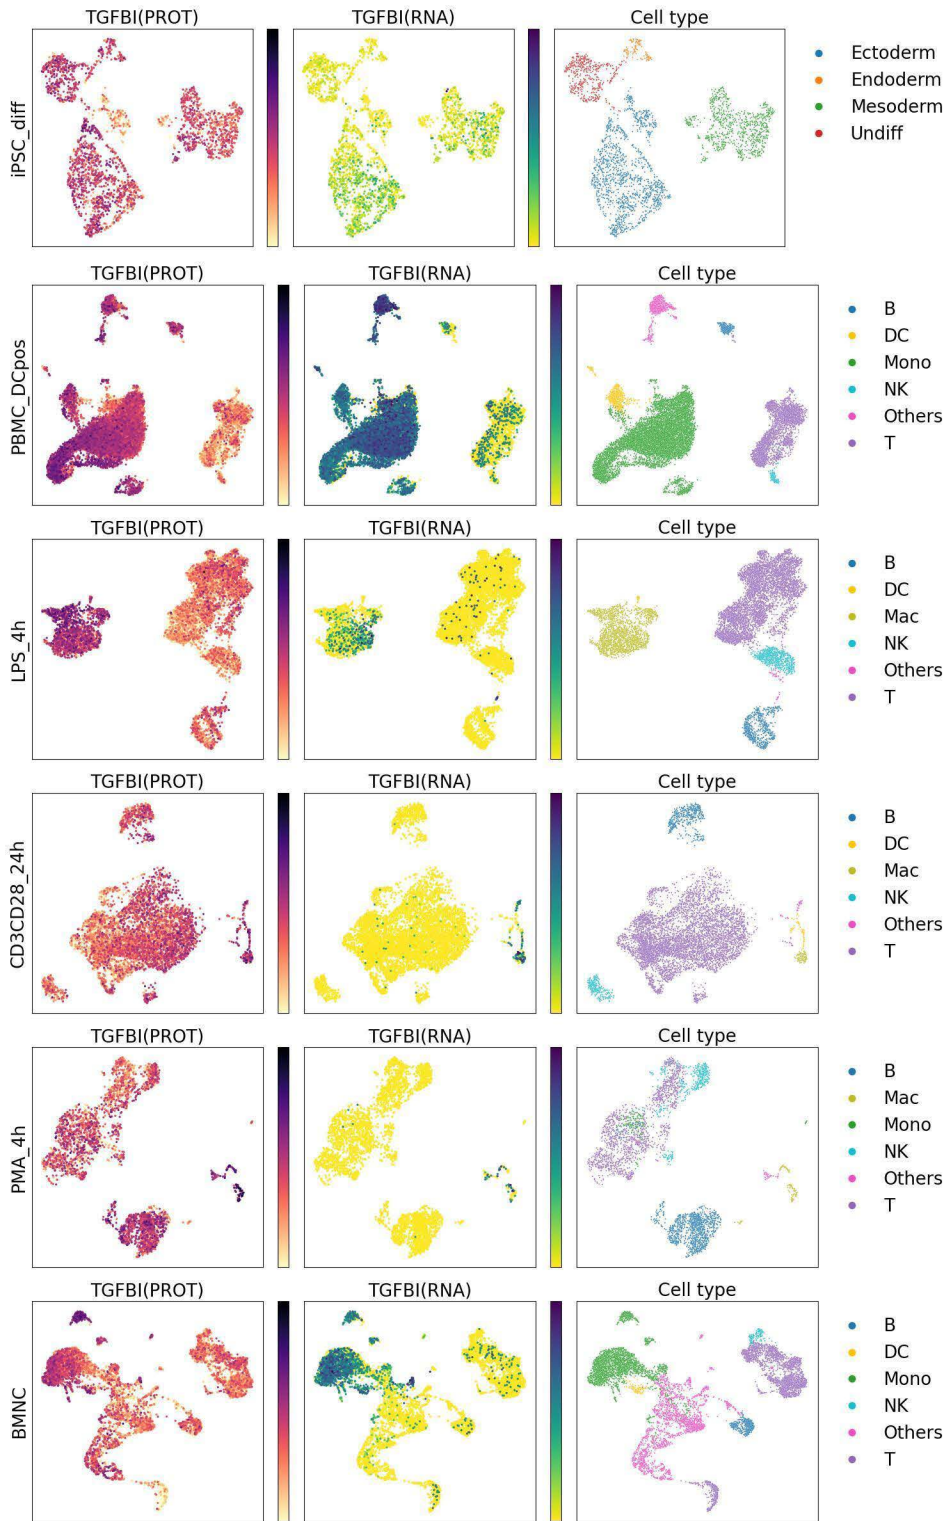 TGFBI(PROT) TGFBI(RNA) Cell type
iPSC_diff
Ectoderm
Endoderm
Mesoderm
Undiff
TGFBI(PROT) TGFBI(RNA) Cell type
PBMC_DCpos
B
DC
Mono
NK
Others
T
TGFBI(PROT) TGFBI(RNA) Cell type
LPS_4h
B
DC
Mac
NK
Others
T
TGFBI(PROT) TGFBI(RNA) Cell type
CD3CD28_24h
B
DC
Mac
NK
Others
T
TGFBI(PROT) TGFBI(RNA) Cell type
PMA_4h
B
Mac
Mono
NK
Others
T
TGFBI(PROT) TGFBI(RNA) Cell type
BMNC
B
DC
Mono
NK
Others
T